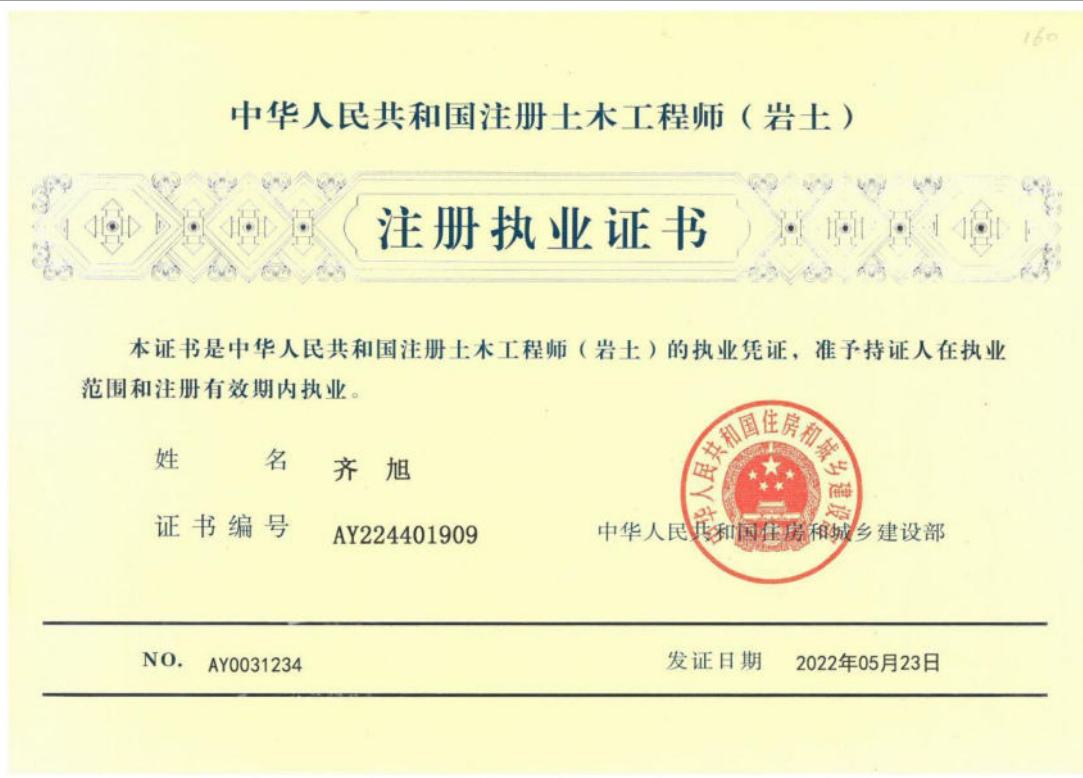 160
中华人民共和国注册土木工程师（岩土）
注册执业证书
本证书是中华人民共和国注册土木工程师（岩土）的执业凭证，准予持证人在执业
范围和注册有效期内执业。
姓 名 齐 旭
中华人民共和国住房和城乡建设部
证书编号 AY224401909
中华人民共和国住房和城乡建设部
NO. AY0031234
发证日期 2022年05月23日